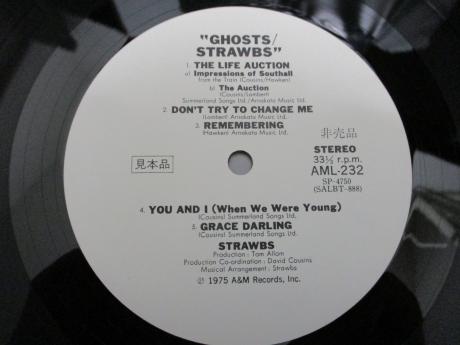 "GHOSTS/
STRAWBS"
1. THE LIFE AUCTION
a) Impressions of Southall
from the Train (Cousins/Hawken)
b) The Auction
(Cousins/Lambert)
Summerland Songs Ltd./Arnakata Music Ltd.
2. DON'T TRY TO CHANGE ME
(Lambert) Arnakata Music Ltd.
3. REMEMBERING
(Hawken) Arnakata Music Ltd.
非売品
見本品
STEREO
33⅓ r.p.m.
AML-232
SP-4750
(SALBT-888)
4. YOU AND I (When We Were Young)
(Cousins) Summerland Songs Ltd.
5. GRACE DARLING
(Cousins) Summerland Songs Ltd.
STRAWBS
Production : Tom Allom
Production Co-ordination : David Cousins
Musical Arrangement : Strawbs
℗ 1975 A&M Records, Inc.